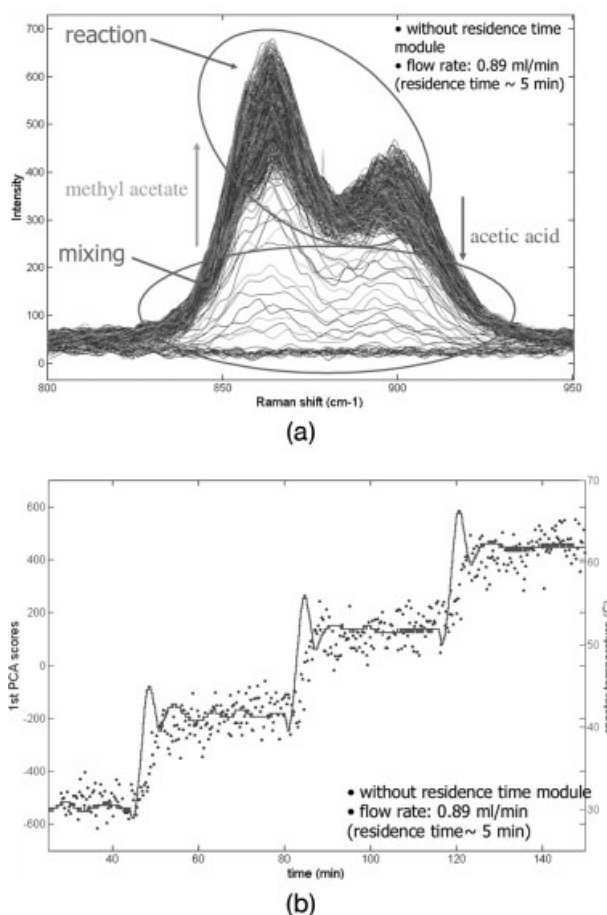 700
600
500
400
300
200
100
0
Intensity
reaction
• without residence time
module
• flow rate: 0.89 ml/min
(residence time ~ 5 min)
methyl acetate
mixing
acetic acid
800
850
900
950
Raman shift (cm-1)
(a)
600
400
200
0
-200
-400
-600
1st PCA scores
70
60
50
40
30
• without residence time module
• flow rate: 0.89 ml/min
(residence time~ 5 min)
40
60
80
100
120
140
time (min)
(b)